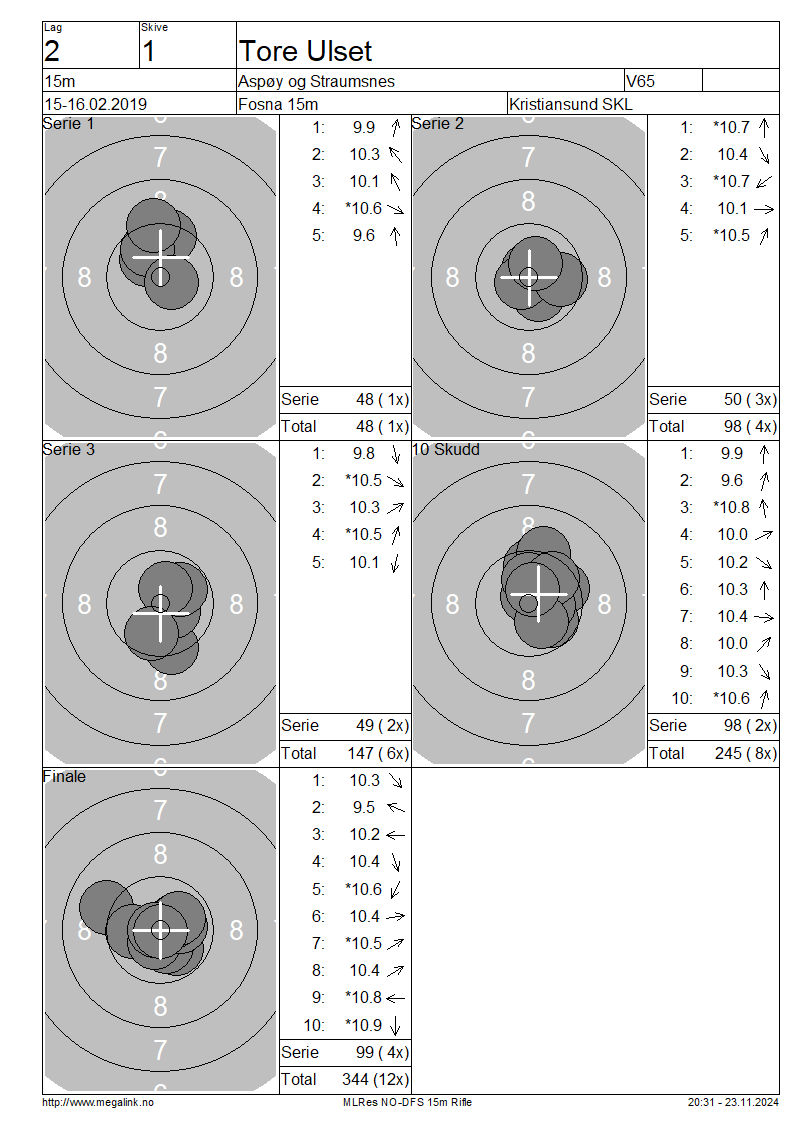 Lag
Skive
2
1
Tore Ulset
15m
Aspøy og Straumsnes
V65
15-16.02.2019
Fosna 15m
Kristiansund SKL
Serie 1
7
8
8 8
8
7
1: 9.9
2: 10.3
3: 10.1
4: *10.6
5: 9.6
Serie 48 ( 1x)
Total 48 ( 1x)
Serie 2
7
8
8 8
8
7
1: *10.7
2: 10.4
3: *10.7
4: 10.1
5: *10.5
Serie 50 ( 3x)
Total 98 ( 4x)
Serie 3
7
8
8 8
8
7
1: 9.8
2: *10.5
3: 10.3
4: *10.5
5: 10.1
Serie 49 ( 2x)
Total 147 ( 6x)
10 Skudd
7
8
8 8
8
7
1: 9.9
2: 9.6
3: *10.8
4: 10.0
5: 10.2
6: 10.3
7: 10.4
8: 10.0
9: 10.3
10: *10.6
Serie 98 ( 2x)
Total 245 ( 8x)
Finale
7
8
8 8
8
7
1: 10.3
2: 9.5
3: 10.2
4: 10.4
5: *10.6
6: 10.4
7: *10.5
8: 10.4
9: *10.8
10: *10.9
Serie 99 ( 4x)
Total 344 (12x)
http://www.megalink.no
MLRes NO-DFS 15m Rifle
20:31 - 23.11.2024